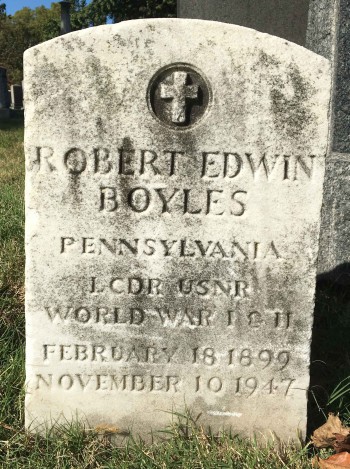 ROBERT EDWIN
BOYLES
PENNSYLVANIA
LCDR USNR
WORLD WAR I & II
FEBRUARY 18 1899
NOVEMBER 10 1947